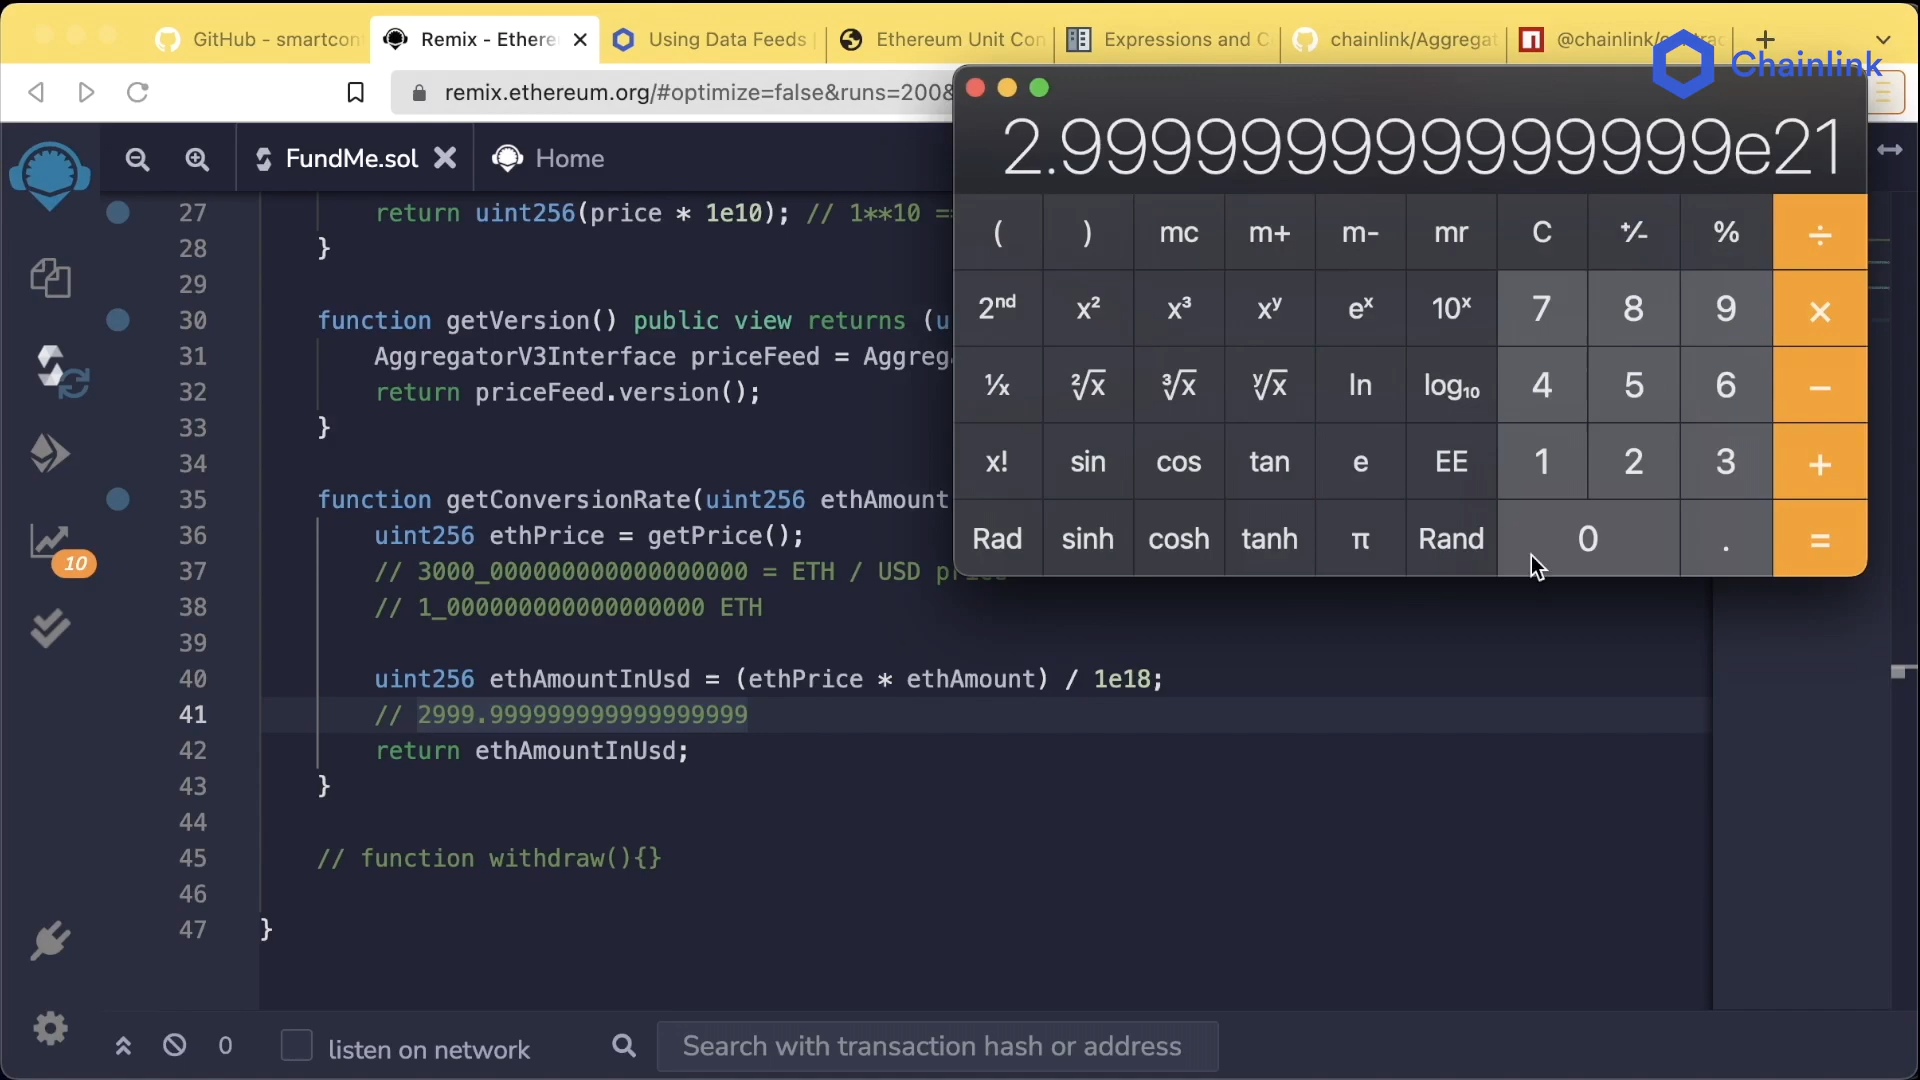 GitHub - smartcon
Remix - Ethere
Using Data Feeds
Ethereum Unit Con
Expressions and C
chainlink/Aggregat
@chainlink/contrac
Chainlink
remix.ethereum.org/#optimize=false&runs=200&
FundMe.sol
Home
27 return uint256(price * 1e10); // 1**10 =
28 }
29
30 function getVersion() public view returns (u
31 AggregatorV3Interface priceFeed = Aggrega
32 return priceFeed.version();
33 }
34
35 function getConversionRate(uint256 ethAmount
36 uint256 ethPrice = getPrice();
37 // 3000_000000000000000000 = ETH / USD price
38 // 1_000000000000000000 ETH
39
40 uint256 ethAmountInUsd = (ethPrice * ethAmount) / 1e18;
41 // 2999.999999999999999999
42 return ethAmountInUsd;
43 }
44
45 // function withdraw(){}
46
47 }
10
2.999999999999999e21
( ) mc m+ m- mr C +⁄- % ÷
2nd x² x³ xʸ eˣ 10ˣ 7 8 9 ×
¹⁄x ²√x ³√x ʸ√x ln log₁₀ 4 5 6 −
x! sin cos tan e EE 1 2 3 +
Rad sinh cosh tanh π Rand 0 . =
0
listen on network
Search with transaction hash or address